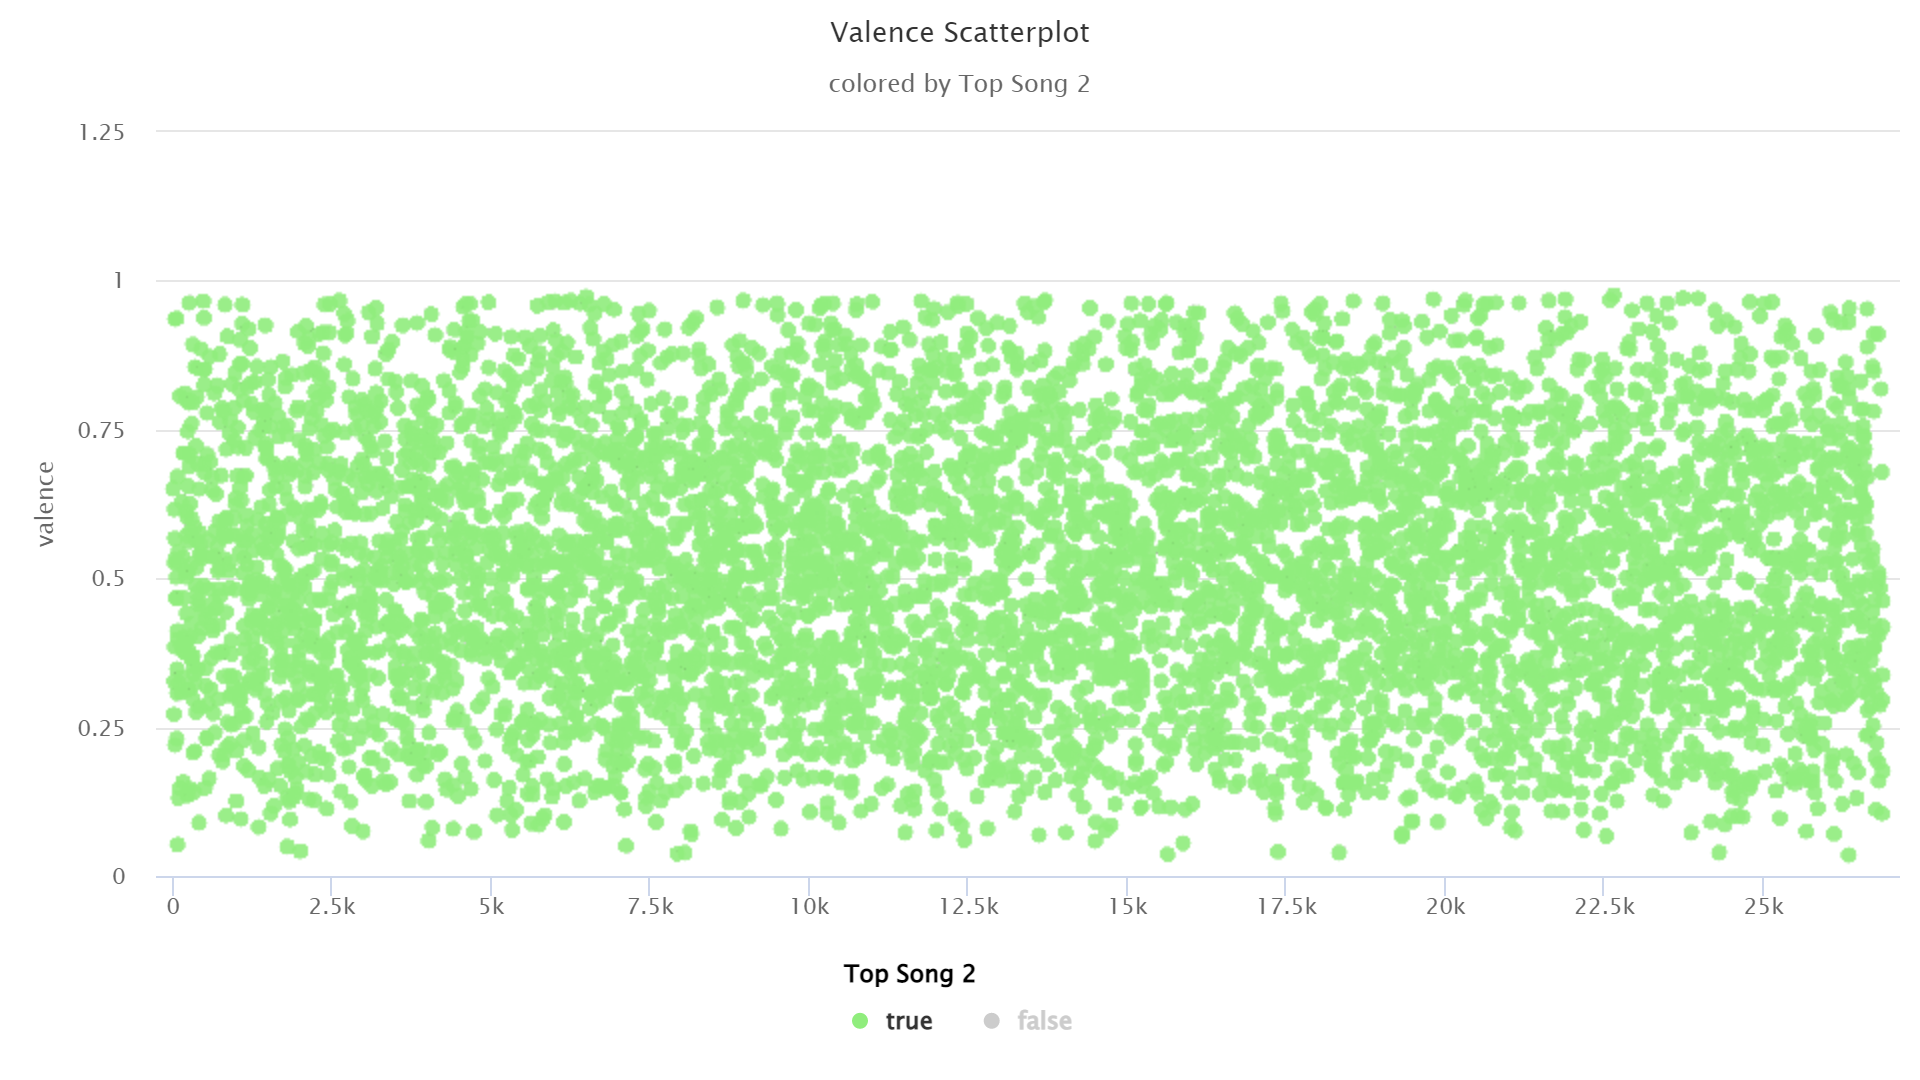 Valence Scatterplot
colored by Top Song 2
1.25
1
0.75
0.5
0.25
0
valence
0 2.5k 5k 7.5k 10k 12.5k 15k 17.5k 20k 22.5k 25k
Top Song 2
true false